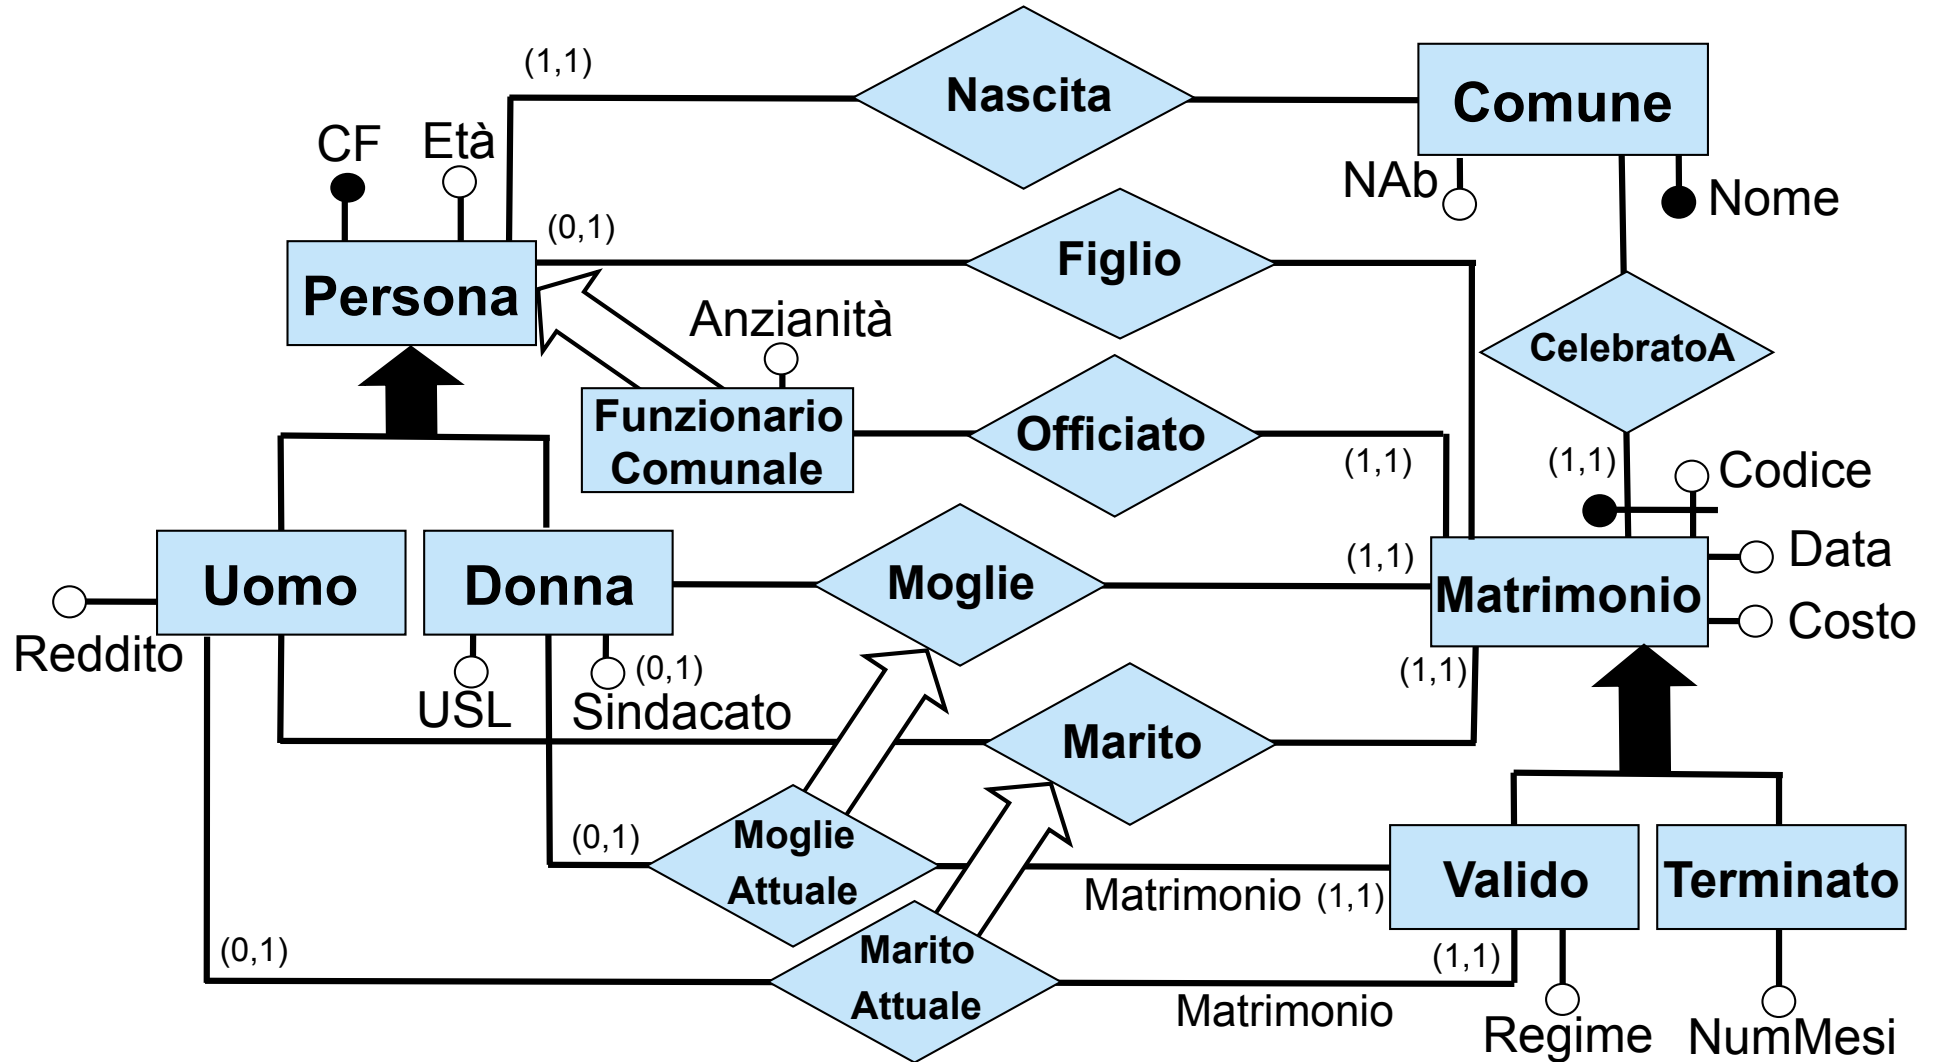 (1,1)
Nascita
Comune
CF
Età
NAb
Nome
(0,1)
Figlio
Persona
Anzianità
CelebratoA
Funzionario
Comunale
Officiato
(1,1)
(1,1)
Codice
Uomo
Donna
Moglie
(1,1)
Data
Matrimonio
Costo
Reddito
USL
(0,1)
Sindacato
(1,1)
Marito
(0,1)
Moglie
Attuale
Matrimonio (1,1)
Valido
Terminato
(0,1)
Marito
Attuale
(1,1)
Matrimonio
Regime
NumMesi